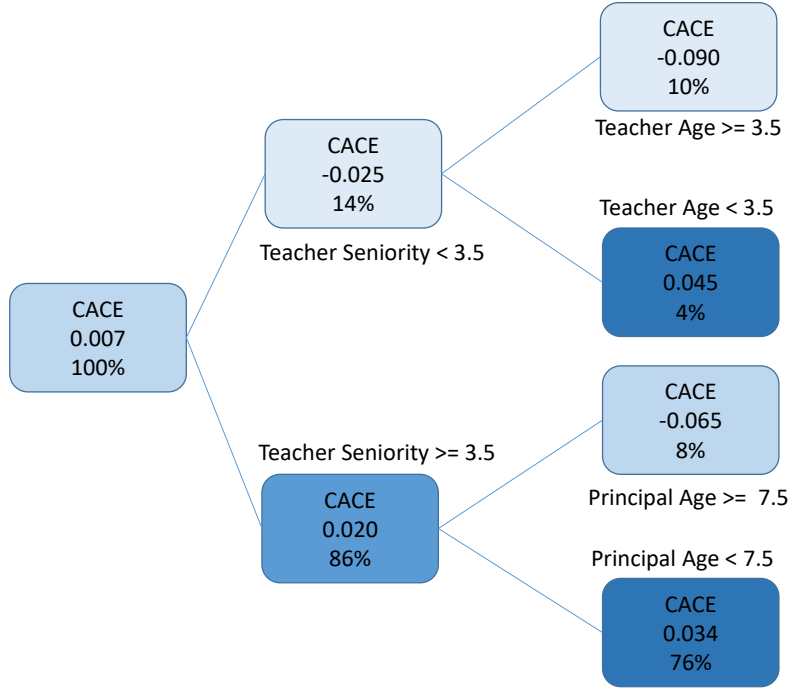 CACE
-0.090
10%
Teacher Age >= 3.5
CACE
-0.025
14%
Teacher Seniority < 3.5
Teacher Age < 3.5
CACE
0.045
4%
CACE
0.007
100%
Teacher Seniority >= 3.5
CACE
0.020
86%
CACE
-0.065
8%
Principal Age >= 7.5
Principal Age < 7.5
CACE
0.034
76%